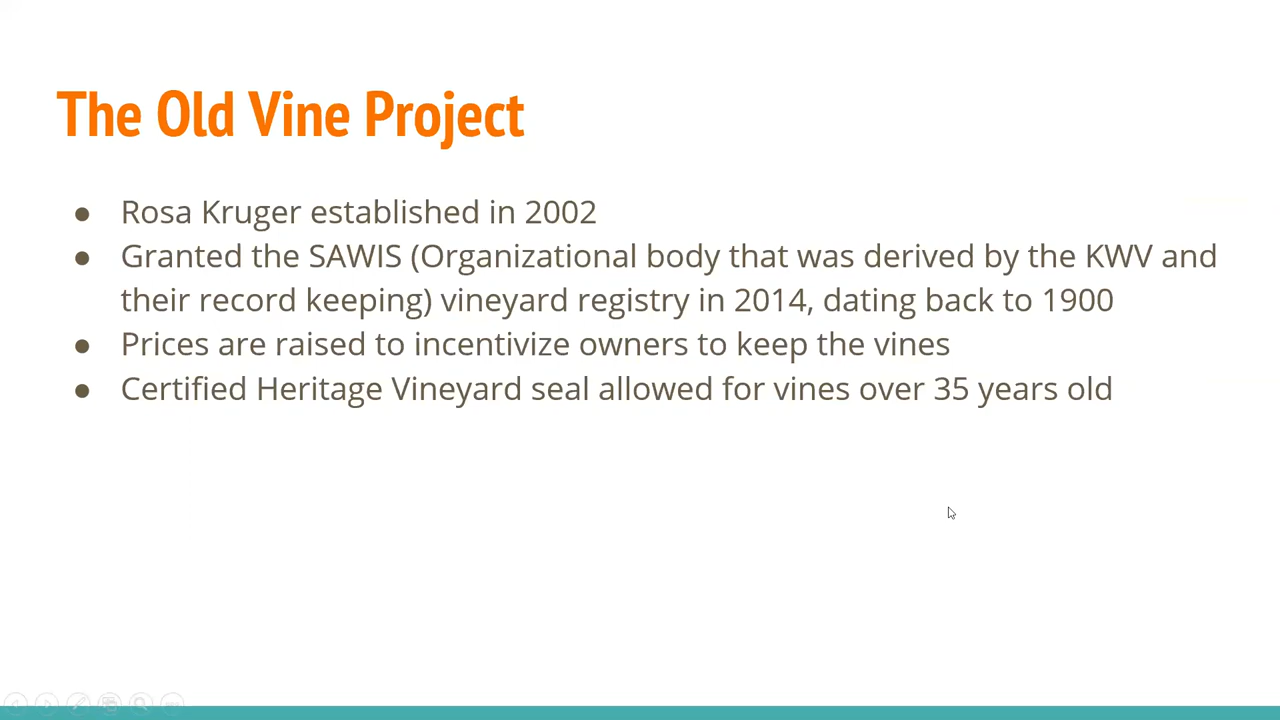 The Old Vine Project
● Rosa Kruger established in 2002
● Granted the SAWIS (Organizational body that was derived by the KWV and
their record keeping) vineyard registry in 2014, dating back to 1900
● Prices are raised to incentivize owners to keep the vines
● Certified Heritage Vineyard seal allowed for vines over 35 years old